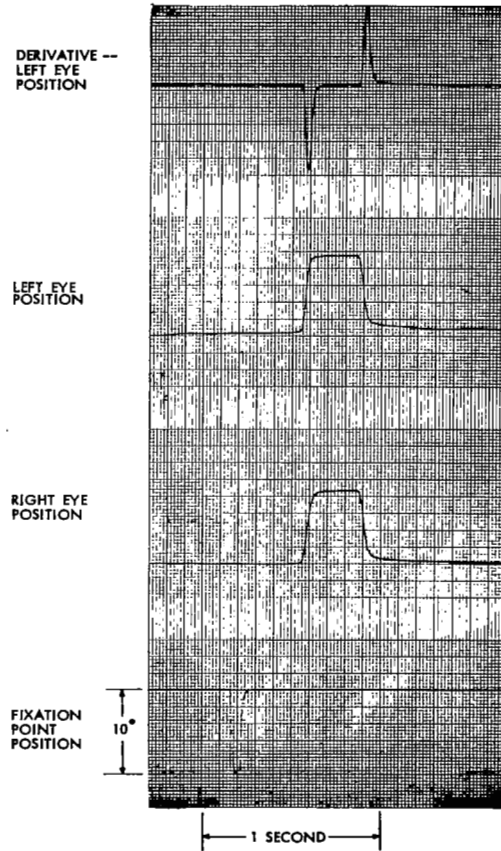 DERIVATIVE --
LEFT EYE
POSITION
LEFT EYE
POSITION
RIGHT EYE
POSITION
FIXATION
POINT
POSITION
10°
1 SECOND